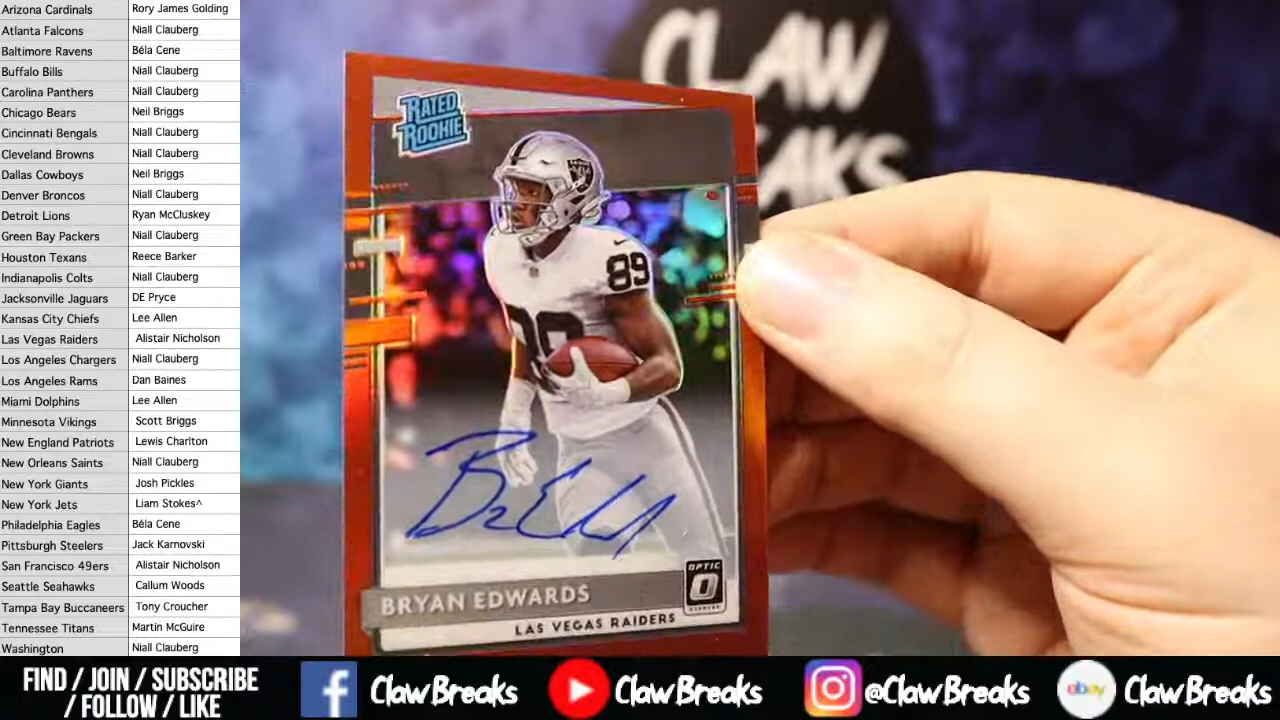 Arizona Cardinals Rory James Golding
Atlanta Falcons Niall Clauberg
Baltimore Ravens Béla Cene
Buffalo Bills Niall Clauberg
Carolina Panthers Niall Clauberg
Chicago Bears Neil Briggs
Cincinnati Bengals Niall Clauberg
Cleveland Browns Niall Clauberg
Dallas Cowboys Neil Briggs
Denver Broncos Niall Clauberg
Detroit Lions Ryan McCluskey
Green Bay Packers Niall Clauberg
Houston Texans Reece Barker
Indianapolis Colts Niall Clauberg
Jacksonville Jaguars DE Pryce
Kansas City Chiefs Lee Allen
Las Vegas Raiders Alistair Nicholson
Los Angeles Chargers Niall Clauberg
Los Angeles Rams Dan Baines
Miami Dolphins Lee Allen
Minnesota Vikings Scott Briggs
New England Patriots Lewis Charlton
New Orleans Saints Niall Clauberg
New York Giants Josh Pickles
New York Jets Liam Stokes^
Philadelphia Eagles Béla Cene
Pittsburgh Steelers Jack Karnovski
San Francisco 49ers Alistair Nicholson
Seattle Seahawks Callum Woods
Tampa Bay Buccaneers Tony Croucher
Tennessee Titans Martin McGuire
Washington Niall Clauberg
CLAW
RATED
ROOKIE
89
OPTIC
BRYAN EDWARDS
LAS VEGAS RAIDERS
FIND / JOIN / SUBSCRIBE
/ FOLLOW / LIKE
f ClawBreaks
ClawBreaks
@ClawBreaks
ebay ClawBreaks